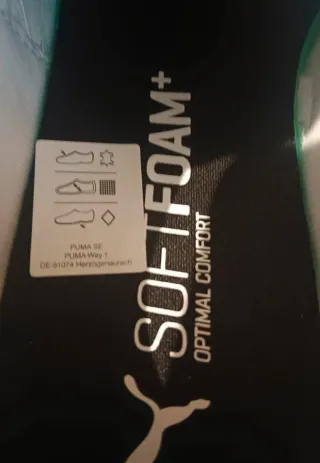 SOFTFOAM+
OPTIMAL COMFORT
PUMA SE
PUMA Way 1
DE-91074 Herzogenaurach